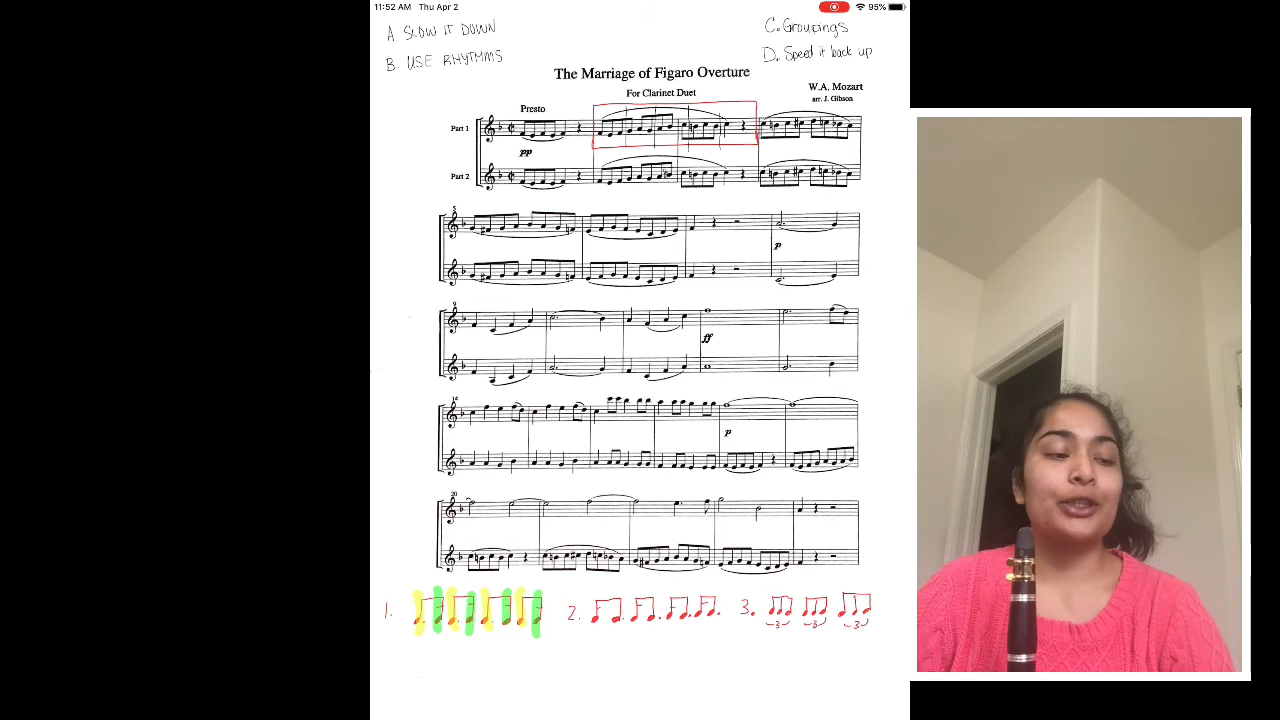 11:52 AM Thu Apr 2
95%
A SLOW IT DOWN
C. Groupings
B. USE RHYTHMS
D. Speed it back up
The Marriage of Figaro Overture
For Clarinet Duet
W.A. Mozart
arr. J. Gibson
Presto
Part 1
pp
Part 2
5
p
9
ff
14
p
20
1.
2.
3.
3 3 3